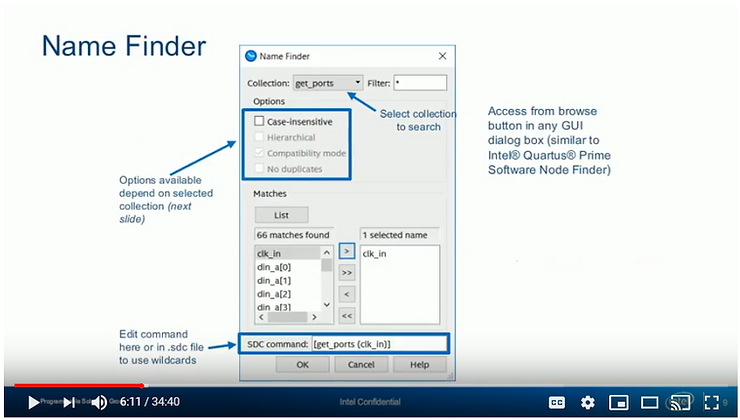 Name Finder
Name Finder
Collection: get_ports Filter: *
Options
Case-insensitive
Hierarchical
Compatibility mode
No duplicates
Select collection
to search
Access from browse
button in any GUI
dialog box (similar to
Intel® Quartus® Prime
Software Node Finder)
Options available
depend on selected
collection (next
slide)
Matches
List
66 matches found
1 selected name
clk_in
din_a[0]
din_a[1]
din_a[2]
din_a[3]
>
>>
<
<<
clk_in
Edit command
here or in .sdc file
to use wildcards
SDC command: [get_ports {clk_in}]
OK Cancel Help
6:11 / 34:40
Intel Confidential
CC
9